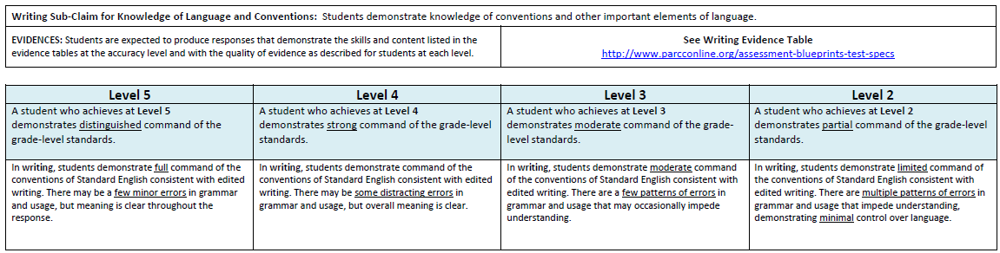 Writing Sub-Claim for Knowledge of Language and Conventions: Students demonstrate knowledge of conventions and other important elements of language.
EVIDENCES: Students are expected to produce responses that demonstrate the skills and content listed in the
evidence tables at the accuracy level and with the quality of evidence as described for students at each level.
See Writing Evidence Table
http://www.parcconline.org/assessment-blueprints-test-specs
Level 5
A student who achieves at Level 5
demonstrates distinguished command of the
grade-level standards.
In writing, students demonstrate full command of the
conventions of Standard English consistent with edited
writing. There may be a few minor errors in grammar
and usage, but meaning is clear throughout the
response.
Level 4
A student who achieves at Level 4
demonstrates strong command of the grade-level
standards.
In writing, students demonstrate command of the
conventions of Standard English consistent with edited
writing. There may be some distracting errors in
grammar and usage, but overall meaning is clear.
Level 3
A student who achieves at Level 3
demonstrates moderate command of the grade-
level standards.
In writing, students demonstrate moderate command
of the conventions of Standard English consistent with
edited writing. There are a few patterns of errors in
grammar and usage that may occasionally impede
understanding.
Level 2
A student who achieves at Level 2
demonstrates partial command of the grade-level
standards.
In writing, students demonstrate limited command of
the conventions of Standard English consistent with
edited writing. There are multiple patterns of errors in
grammar and usage that impede understanding,
demonstrating minimal control over language.